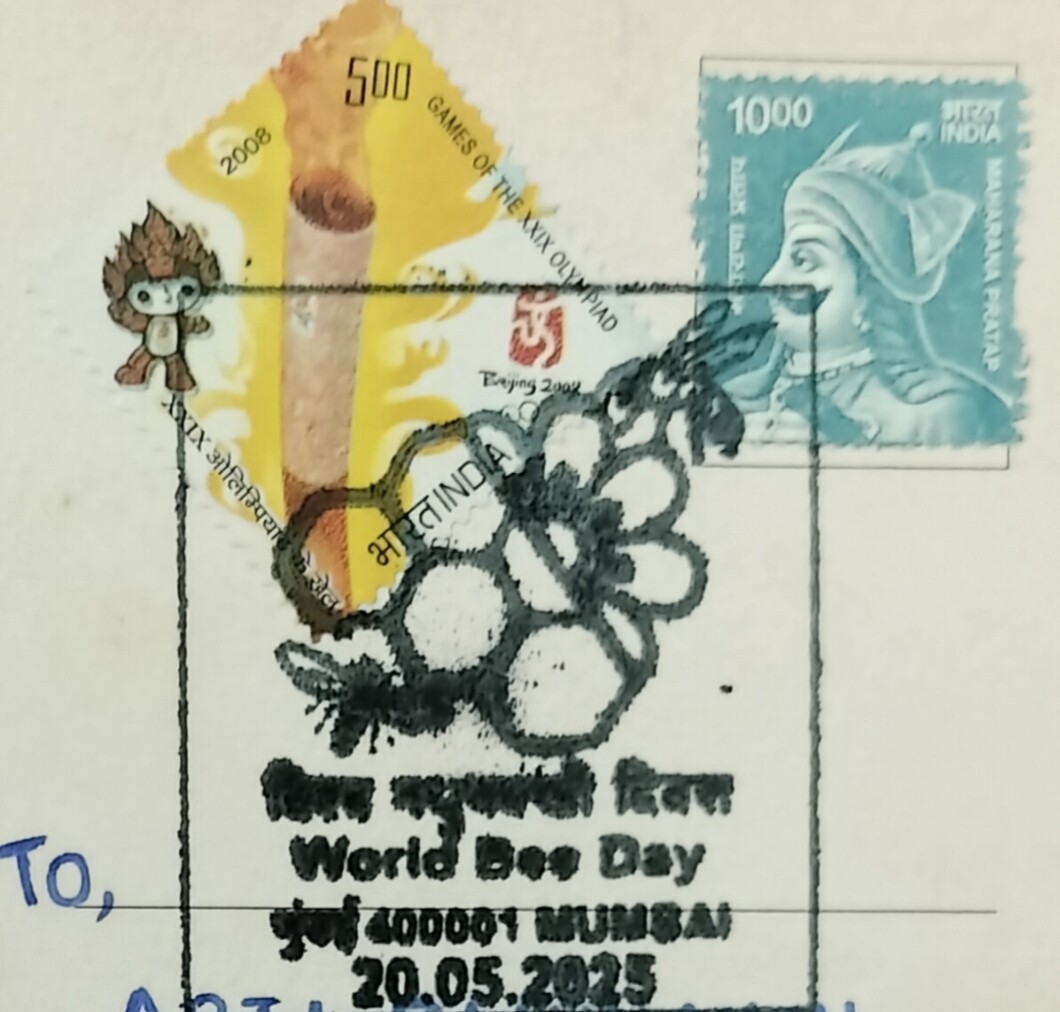 500
2008
GAMES OF THE XXIX OLYMPIAD
Beijing 2008
XXIX ओलिम्पियाड के खेल
भारत INDIA
1000
भारत
INDIA
महाराणा प्रताप
MAHARANA PRATAP
विश्व मधुमक्खी दिवस
World Bee Day
मुंबई 400001 MUMBAI
20.05.2025
TO,